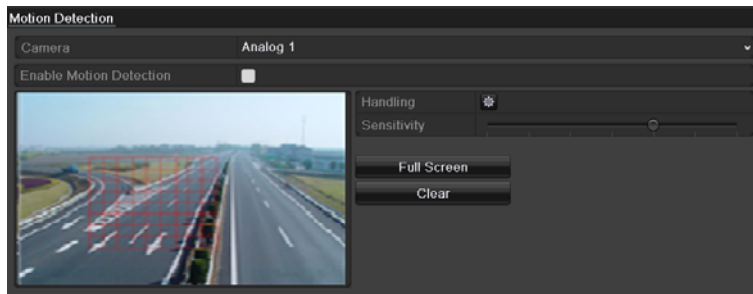 Motion Detection
Camera Analog 1
Enable Motion Detection
Handling
Sensitivity
Full Screen
Clear